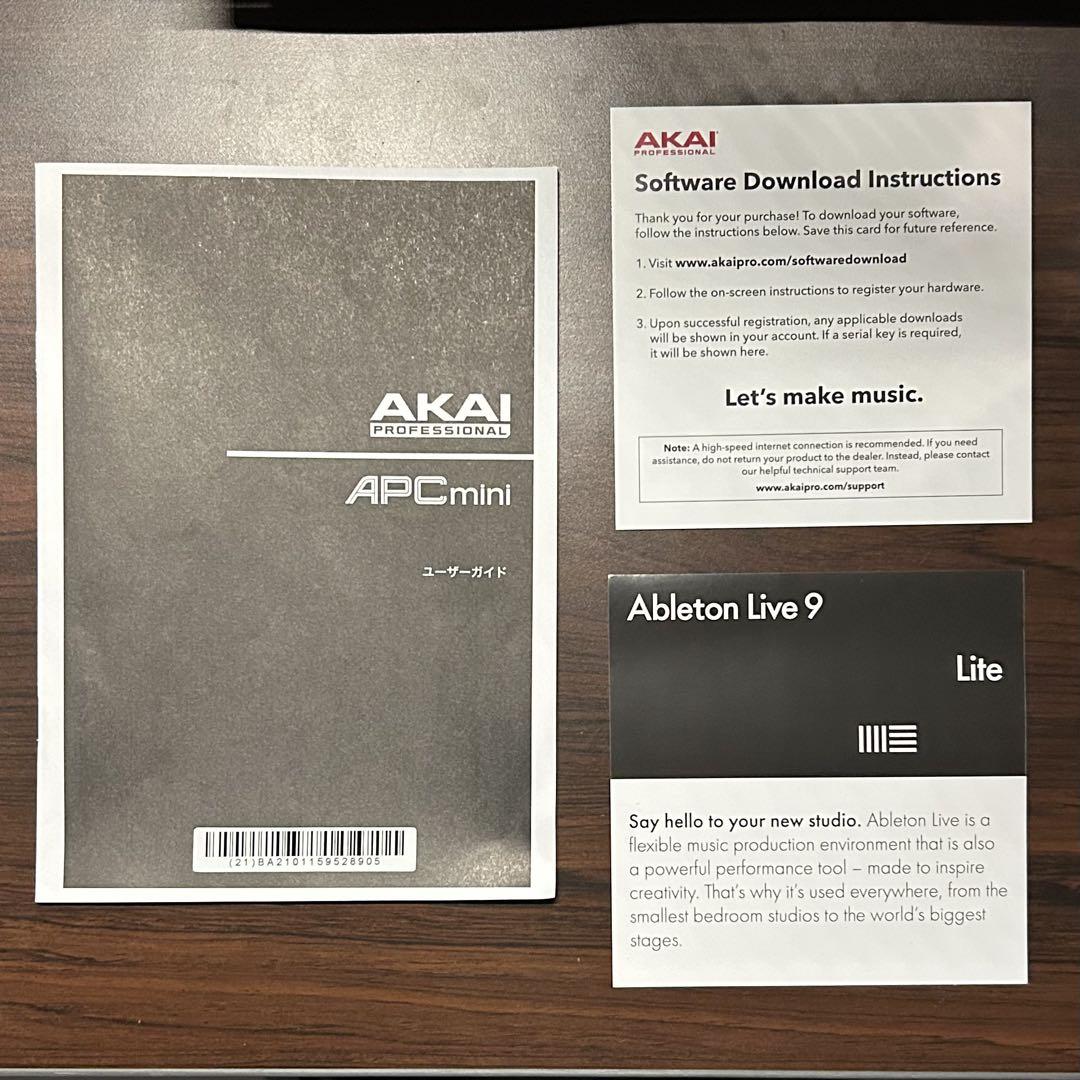 AKAI
PROFESSIONAL
APCmini
ユーザーガイド
(21)BA2101159528905
AKAI
PROFESSIONAL
Software Download Instructions
Thank you for your purchase! To download your software,
follow the instructions below. Save this card for future reference.
1. Visit www.akaipro.com/softwaredownload
2. Follow the on-screen instructions to register your hardware.
3. Upon successful registration, any applicable downloads
will be shown in your account. If a serial key is required,
it will be shown here.
Let's make music.
Note: A high-speed internet connection is recommended. If you need
assistance, do not return your product to the dealer. Instead, please contact
our helpful technical support team.
www.akaipro.com/support
Ableton Live 9
Lite
Say hello to your new studio. Ableton Live is a
flexible music production environment that is also
a powerful performance tool – made to inspire
creativity. That's why it's used everywhere, from the
smallest bedroom studios to the world's biggest
stages.